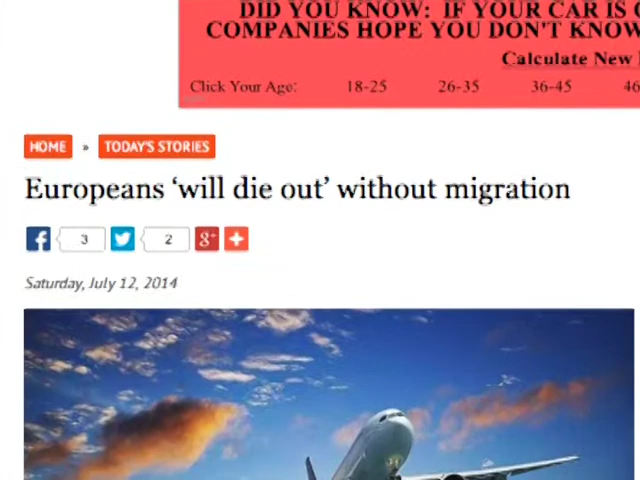 DID YOU KNOW: IF YOUR CAR IS
COMPANIES HOPE YOU DON'T KNOW
Calculate New
Click Your Age: 18-25 26-35 36-45 46
HOME » TODAY'S STORIES
Europeans ‘will die out’ without migration
3 2 8+ +
Saturday, July 12, 2014